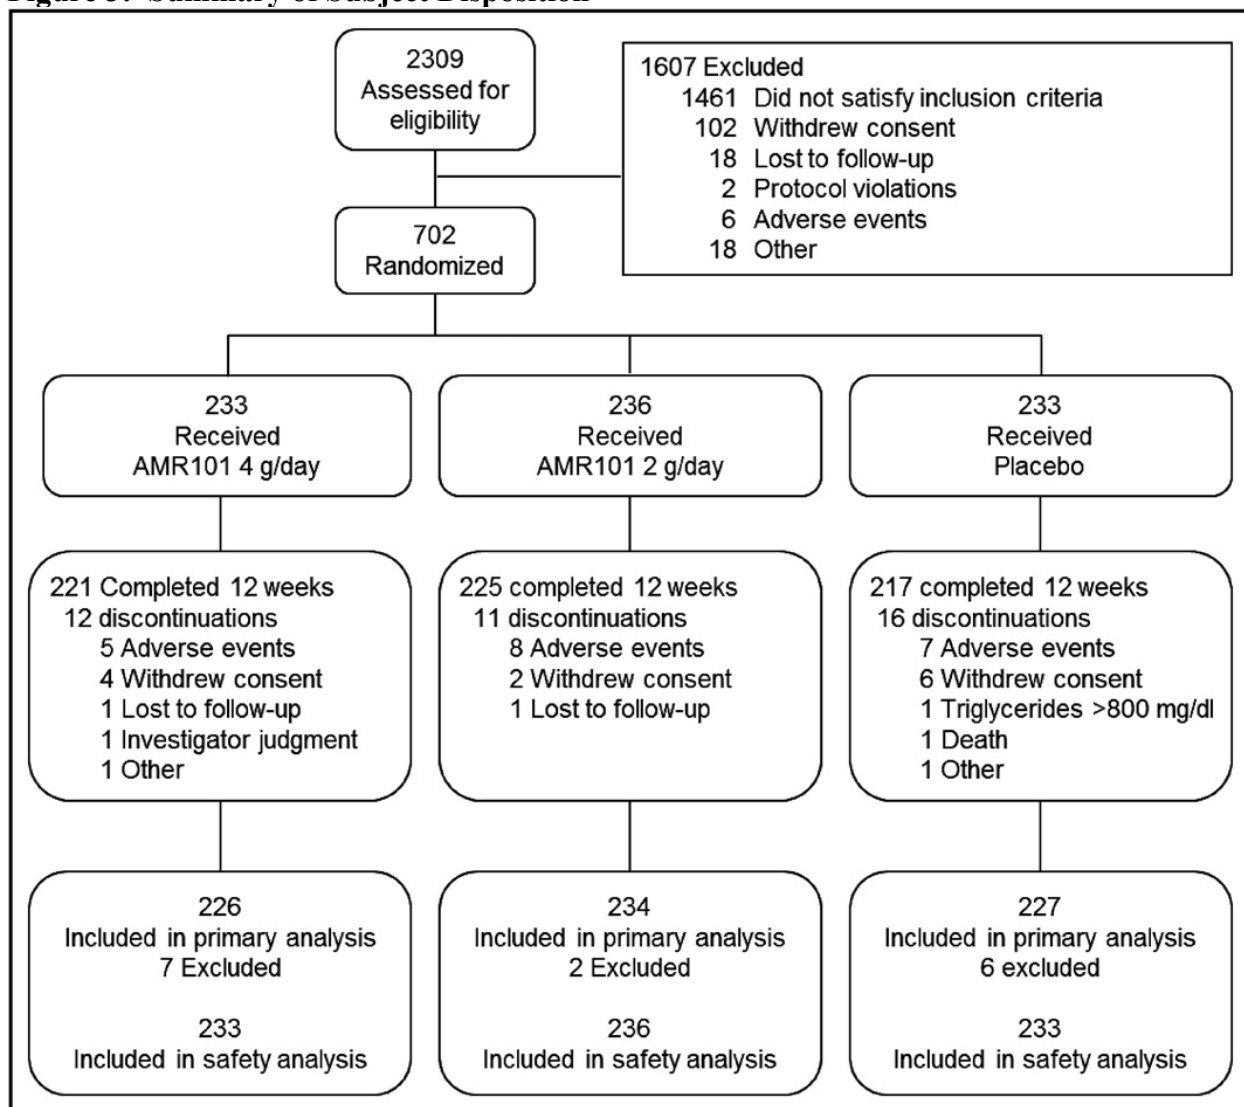 Figure 3: Summary of Subject Disposition
2309
Assessed for
eligibility
1607 Excluded
1461 Did not satisfy inclusion criteria
102 Withdrew consent
18 Lost to follow-up
2 Protocol violations
6 Adverse events
18 Other
702
Randomized
233
Received
AMR101 4 g/day
236
Received
AMR101 2 g/day
233
Received
Placebo
221 Completed 12 weeks
12 discontinuations
5 Adverse events
4 Withdrew consent
1 Lost to follow-up
1 Investigator judgment
1 Other
225 completed 12 weeks
11 discontinuations
8 Adverse events
2 Withdrew consent
1 Lost to follow-up
217 completed 12 weeks
16 discontinuations
7 Adverse events
6 Withdrew consent
1 Triglycerides >800 mg/dl
1 Death
1 Other
226
Included in primary analysis
7 Excluded
233
Included in safety analysis
234
Included in primary analysis
2 Excluded
236
Included in safety analysis
227
Included in primary analysis
6 excluded
233
Included in safety analysis